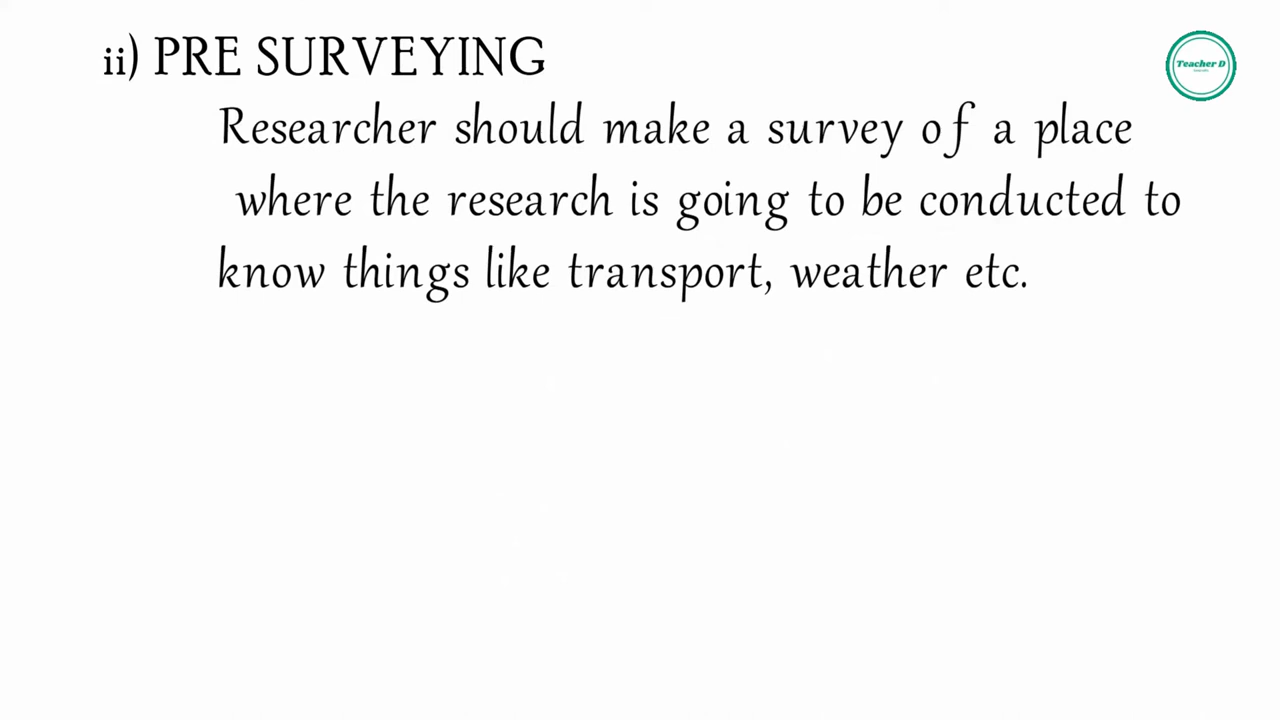 ii) PRE SURVEYING
Teacher D
Researcher should make a survey of a place
where the research is going to be conducted to
know things like transport, weather etc.